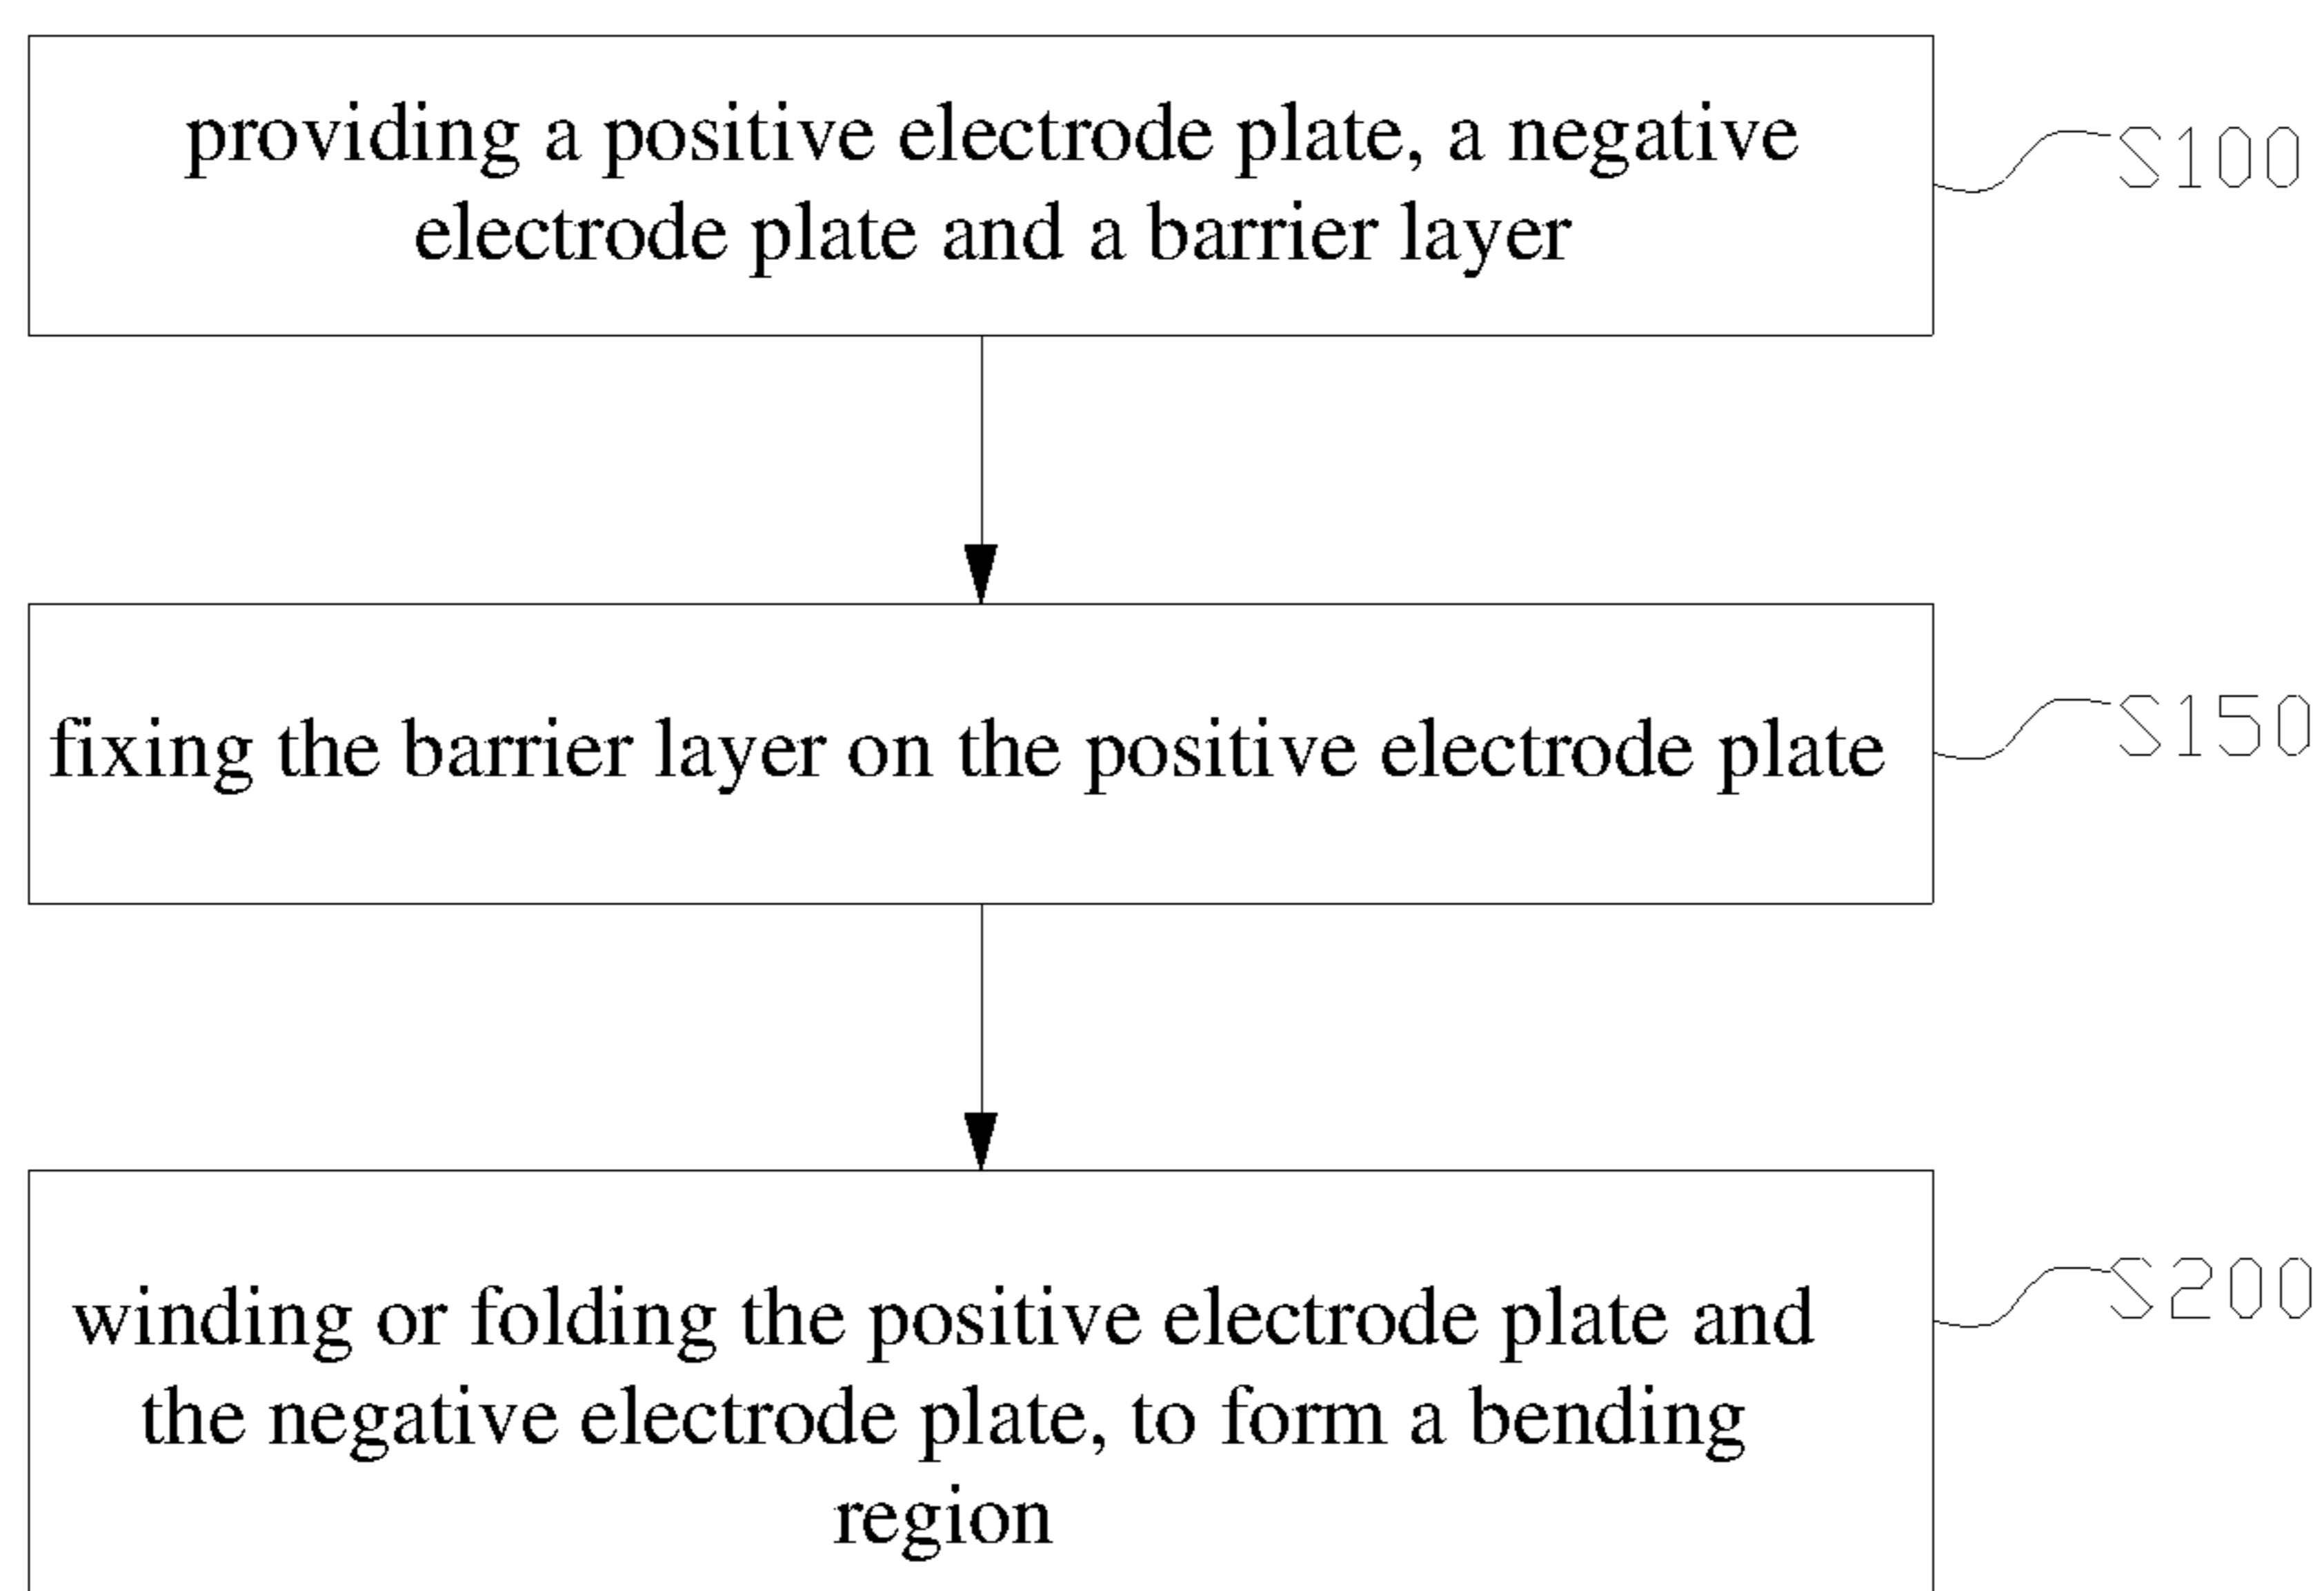 providing a positive electrode plate, a negative
electrode plate and a barrier layer
S100
fixing the barrier layer on the positive electrode plate
S150
winding or folding the positive electrode plate and
the negative electrode plate, to form a bending
region
S200